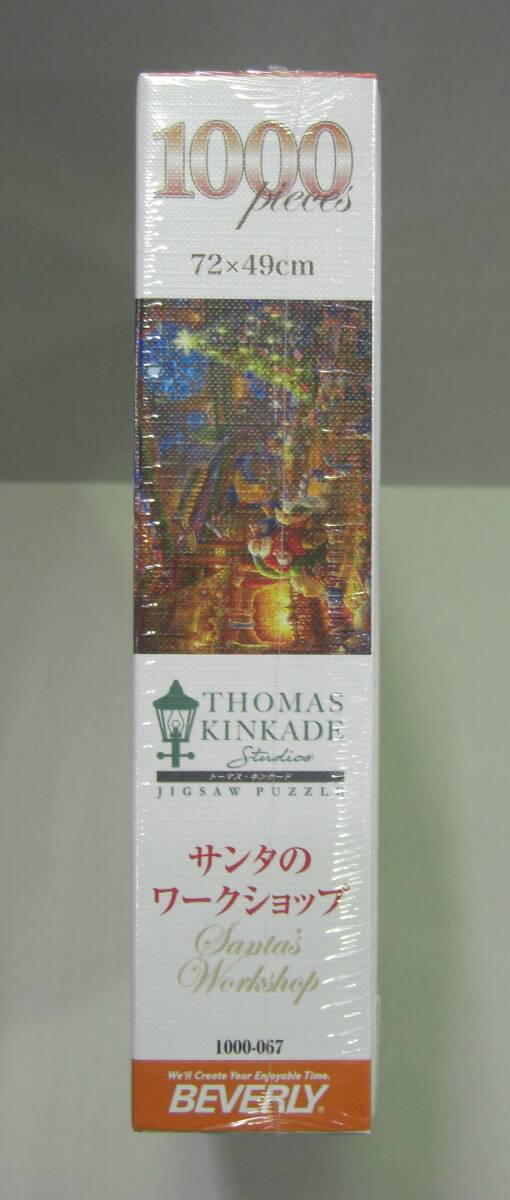 1000
pieces
72×49cm
THOMAS
KINKADE
Studios
トーマス・キンケード
JIGSAW PUZZLE
サンタの
ワークショップ
Santa's
Workshop
1000-067
We'll Create Your Enjoyable Time.
BEVERLY®